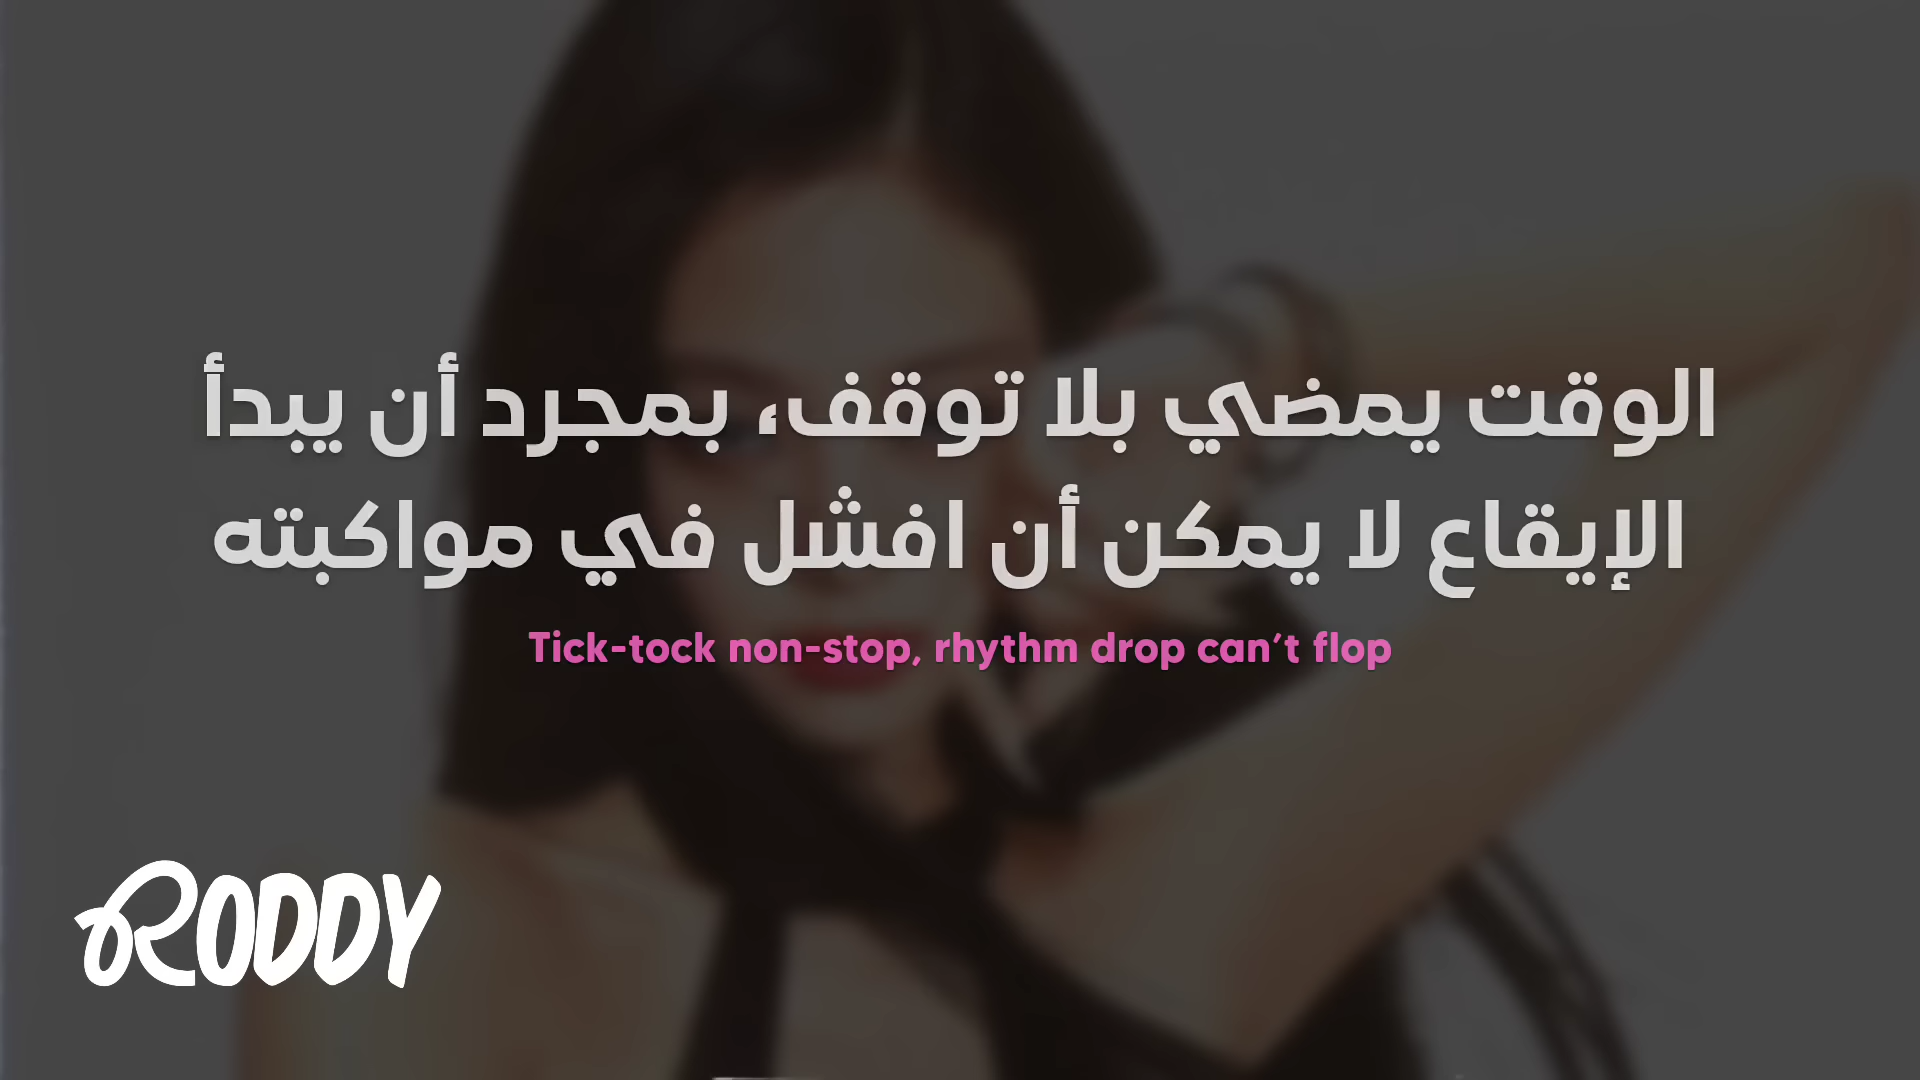 الوقت يمضي بلا توقف، بمجرد أن يبدأ
الإيقاع لا يمكن أن افشل في مواكبته
Tick-tock non-stop, rhythm drop can't flop
RODDY